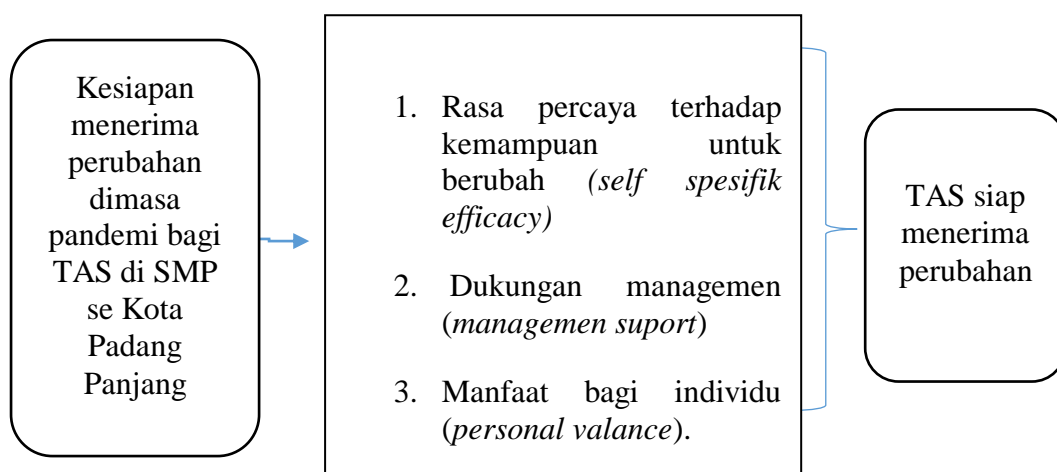 Kesiapan
menerima
perubahan
dimasa
pandemi bagi
TAS di SMP
se Kota
Padang
Panjang
1. Rasa percaya terhadap
kemampuan untuk
berubah (self spesifik
efficacy)
2. Dukungan managemen
(managemen suport)
3. Manfaat bagi individu
(personal valance).
TAS siap
menerima
perubahan